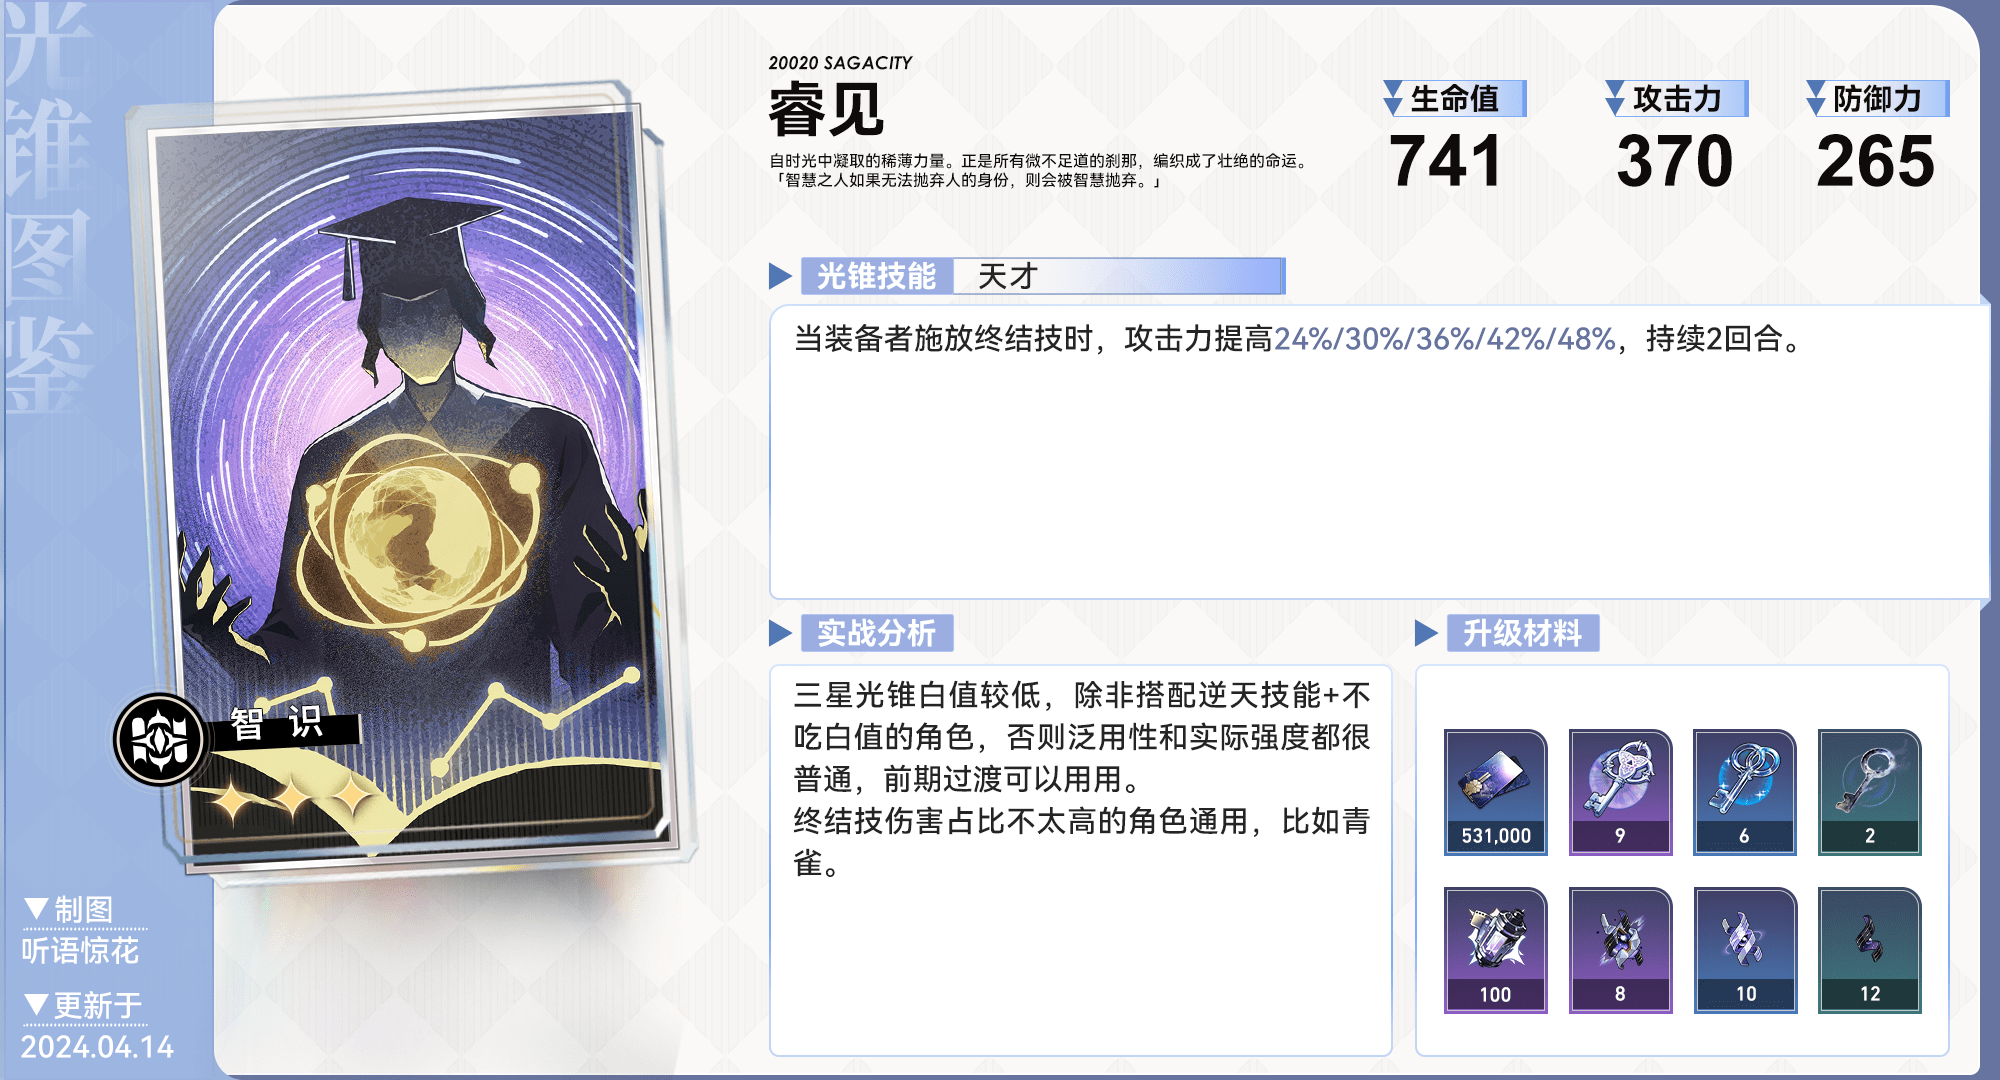 光锥图鉴
20020 SAGACITY
睿见
自时光中凝取的稀薄力量。正是所有微不足道的刹那，编织成了壮绝的命运。
「智慧之人如果无法抛弃人的身份，则会被智慧抛弃。」
生命值
741
攻击力
370
防御力
265
光锥技能
天才
当装备者施放终结技时，攻击力提高24%/30%/36%/42%/48%，持续2回合。
智 识
实战分析
三星光锥白值较低，除非搭配逆天技能+不
吃白值的角色，否则泛用性和实际强度都很
普通，前期过渡可以用用。
终结技伤害占比不太高的角色通用，比如青
雀。
升级材料
531,000
9
6
2
100
8
10
12
▼制图
听语惊花
▼更新于
2024.04.14